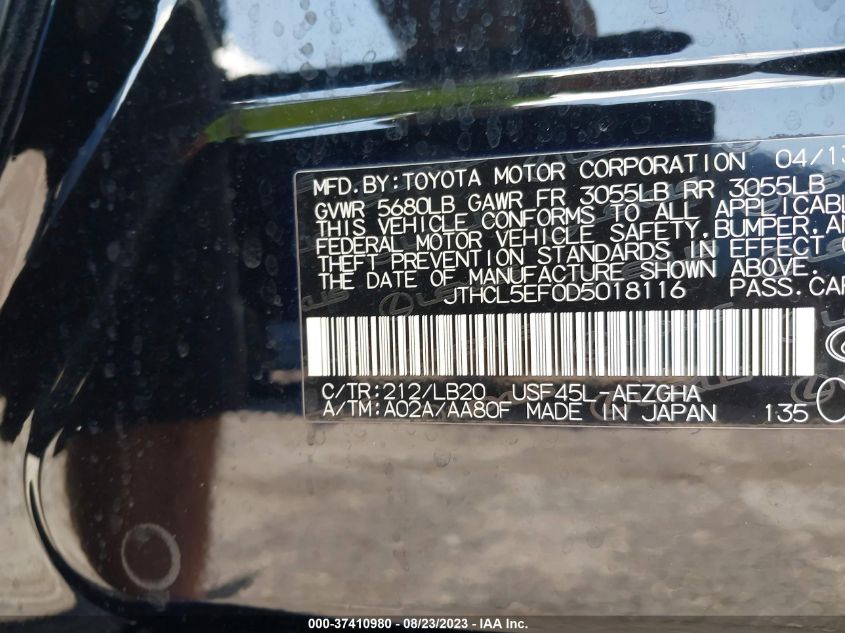 MFD.BY:TOYOTA MOTOR CORPORATION 04/13
GVWR 5680LB GAWR FR 3055LB RR 3055LB
THIS VEHICLE CONFORMS TO ALL APPLICABL
FEDERAL MOTOR VEHICLE SAFETY,BUMPER,AN
THEFT PREVENTION STANDARDS IN EFFECT O
THE DATE OF MANUFACTURE SHOWN ABOVE.
JTHCL5EF0D5018116 PASS.CAR
C/TR:212/LB20 USF45L-AEZGHA
A/TM:A02A/AA80F MADE IN JAPAN 135
000-37410980 - 08/23/2023 - IAA Inc.